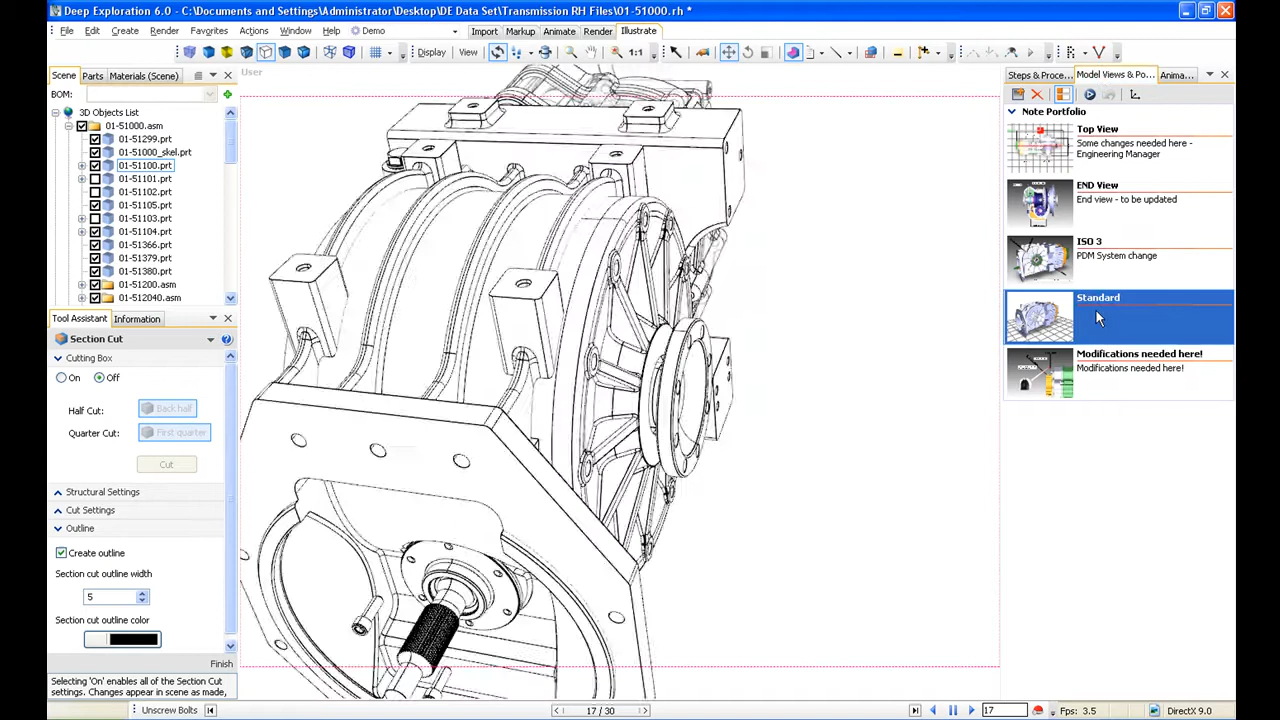 Deep Exploration 6.0 - C:\Documents and Settings\Administrator\Desktop\DE Data Set\Transmission RH Files\01-51000.rh *
File Edit Create Render Favorites Actions Window Help Demo Import Markup Animate Render Illustrate
Display View 1:1
Scene Parts Materials (Scene)
BOM:
3D Objects List
01-51000.asm
01-51299.prt
01-51000_skel.prt
01-51100.prt
01-51101.prt
01-51102.prt
01-51105.prt
01-51103.prt
01-51104.prt
01-51366.prt
01-51379.prt
01-51380.prt
01-51200.asm
01-512040.asm
Tool Assistant Information
Section Cut
Cutting Box
On Off
Half Cut: Back half
Quarter Cut: First quarter
Cut
Structural Settings
Cut Settings
Outline
Create outline
Section cut outline width
5
Section cut outline color
Finish
Selecting 'On' enables all of the Section Cut
settings. Changes appear in scene as made,
User
Steps & Proce... Model Views & Po... Anima...
Note Portfolio
Top View
Some changes needed here -
Engineering Manager
END View
End view - to be updated
ISO 3
PDM System change
Standard
Modifications needed here!
Modifications needed here!
Unscrew Bolts 17 / 30 17 Fps: 3.5 DirectX 9.0